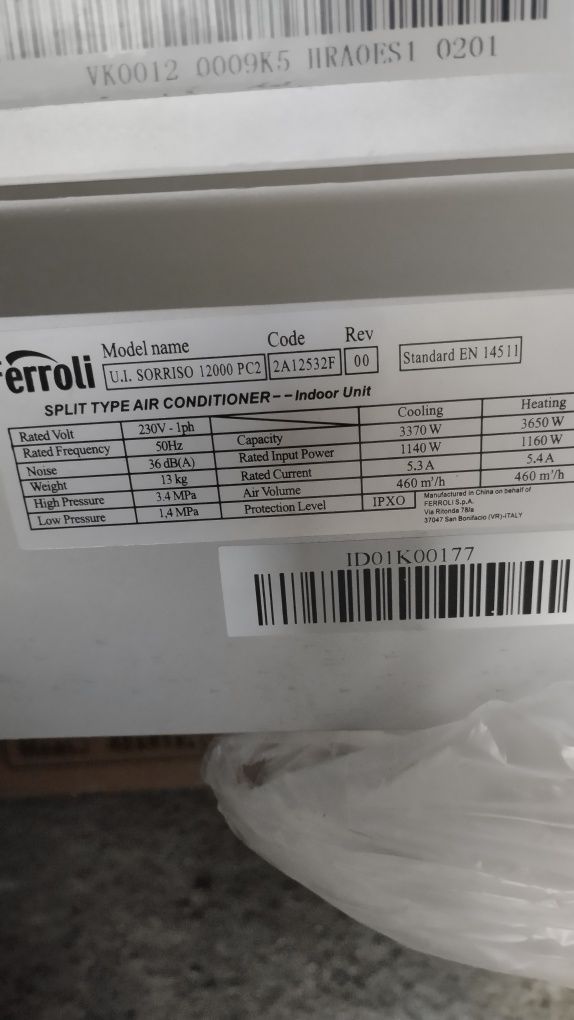 VK0012 0009K5 HRA0ES1 0201
Ferroli
Model name Code Rev
U.I. SORRISO 12000 PC2 2A12532F 00 Standard EN 14511
SPLIT TYPE AIR CONDITIONER--Indoor Unit
Cooling Heating
Rated Volt 230V - 1ph Capacity 3370 W 3650 W
Rated Frequency 50Hz Rated Input Power 1140 W 1160 W
Noise 36 dB(A) Rated Current 5.3 A 5.4 A
Weight 13 kg Air Volume 460 m³/h 460 m³/h
High Pressure 3.4 MPa Protection Level IPXO
Low Pressure 1,4 MPa
Manufactured in China on behalf of
FERROLI S.p.A.
Via Ritonda 78/a
37047 San Bonifacio (VR)-ITALY
ID01K00177